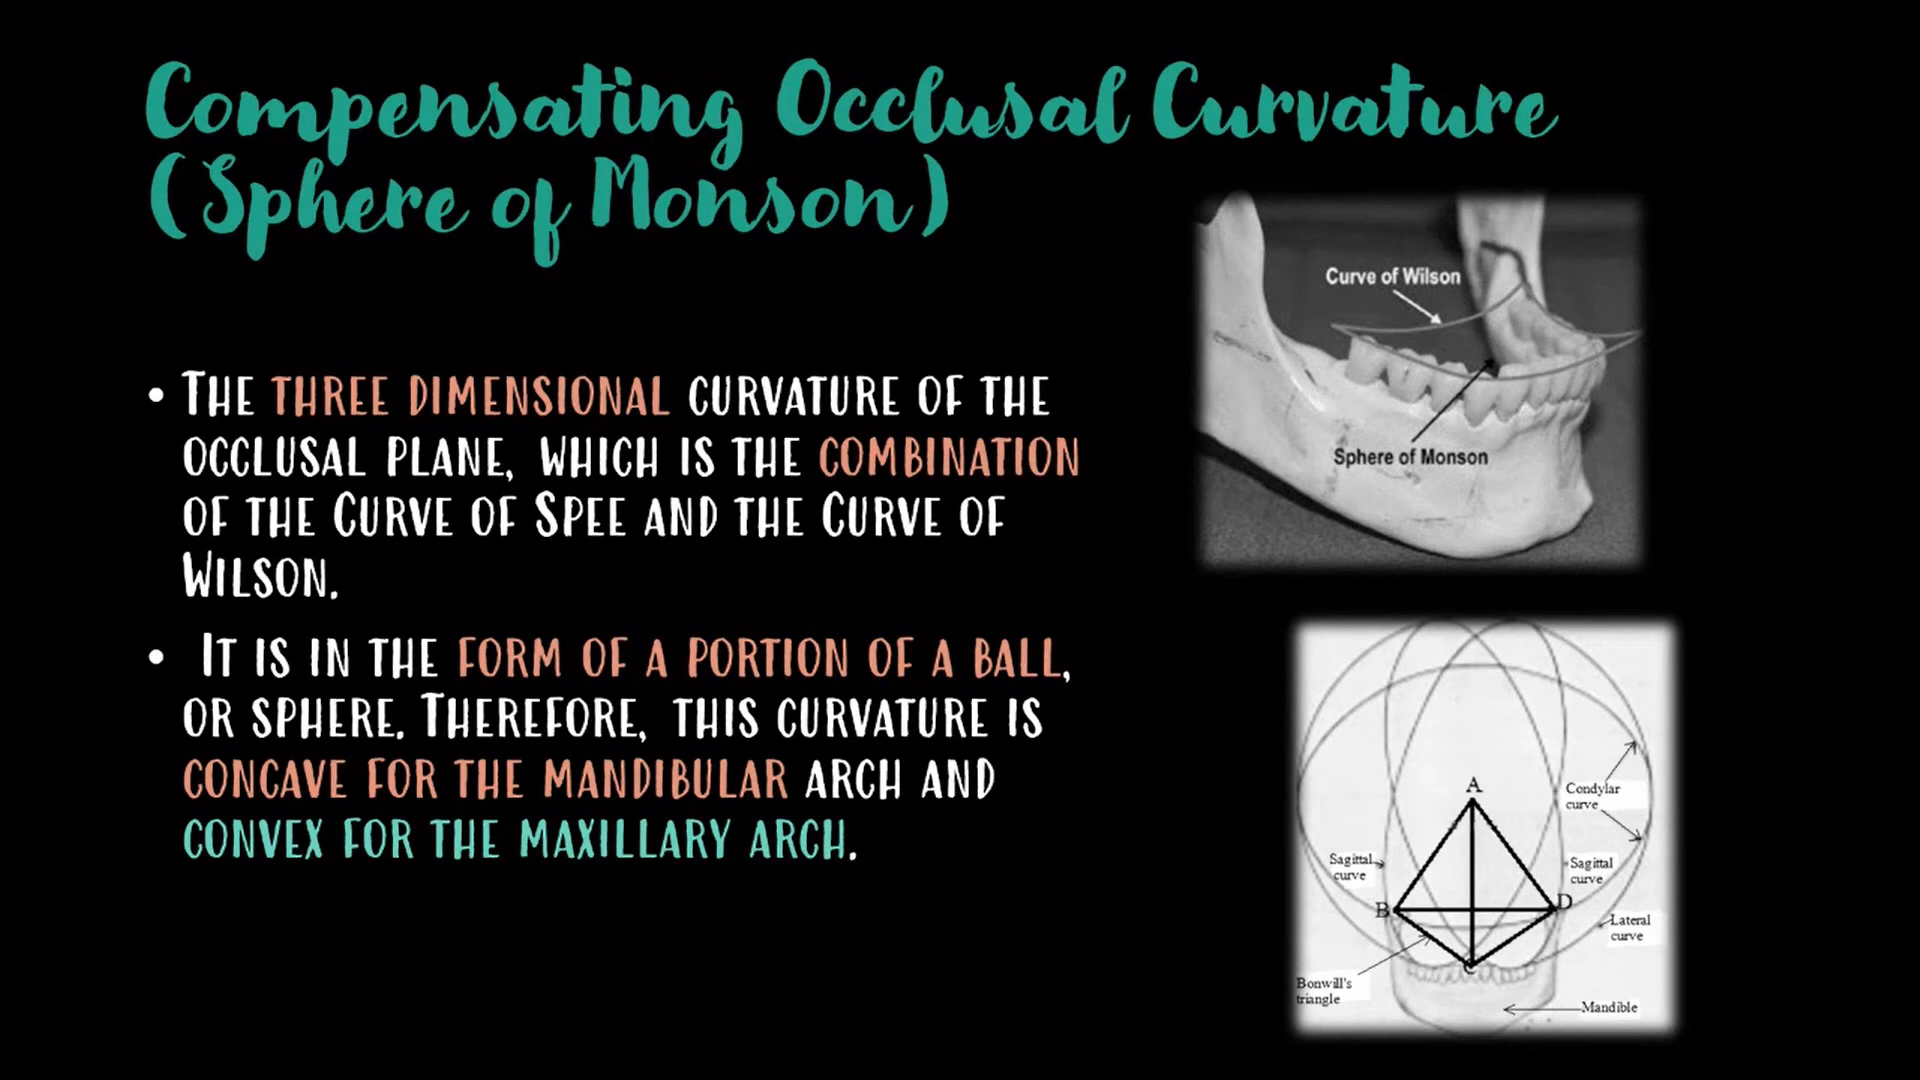 Compensating Occlusal Curvature
(Sphere of Monson)
• The three dimensional curvature of the
occlusal plane, which is the combination
of the Curve of Spee and the Curve of
Wilson.
• It is in the form of a portion of a ball,
or sphere. Therefore, this curvature is
concave for the mandibular arch and
convex for the maxillary arch.
Curve of Wilson
Sphere of Monson
A
Condylar
curve
Sagittal
curve
Sagittal
curve
B
D
Lateral
curve
C
Bonwill's
triangle
Mandible